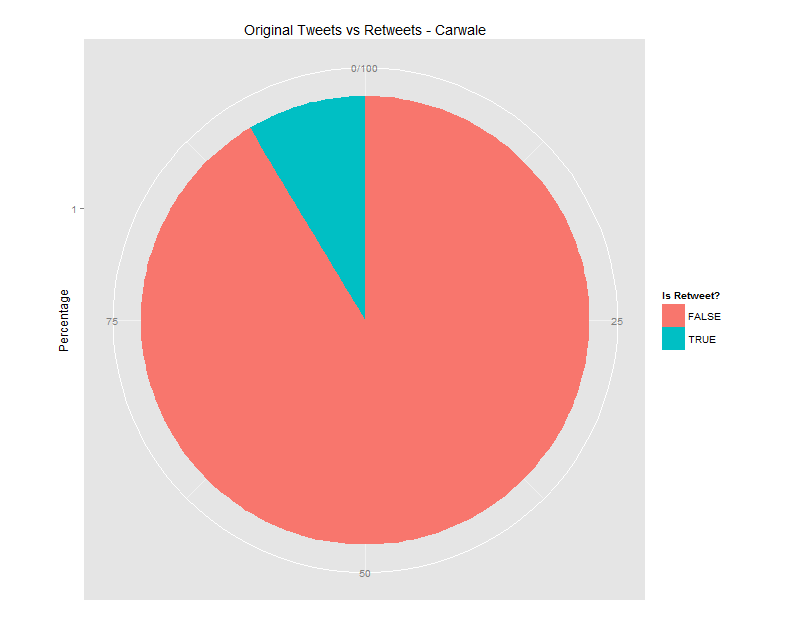 Original Tweets vs Retweets - Carwale
0/100
1
75
25
50
Percentage
Is Retweet?
FALSE
TRUE